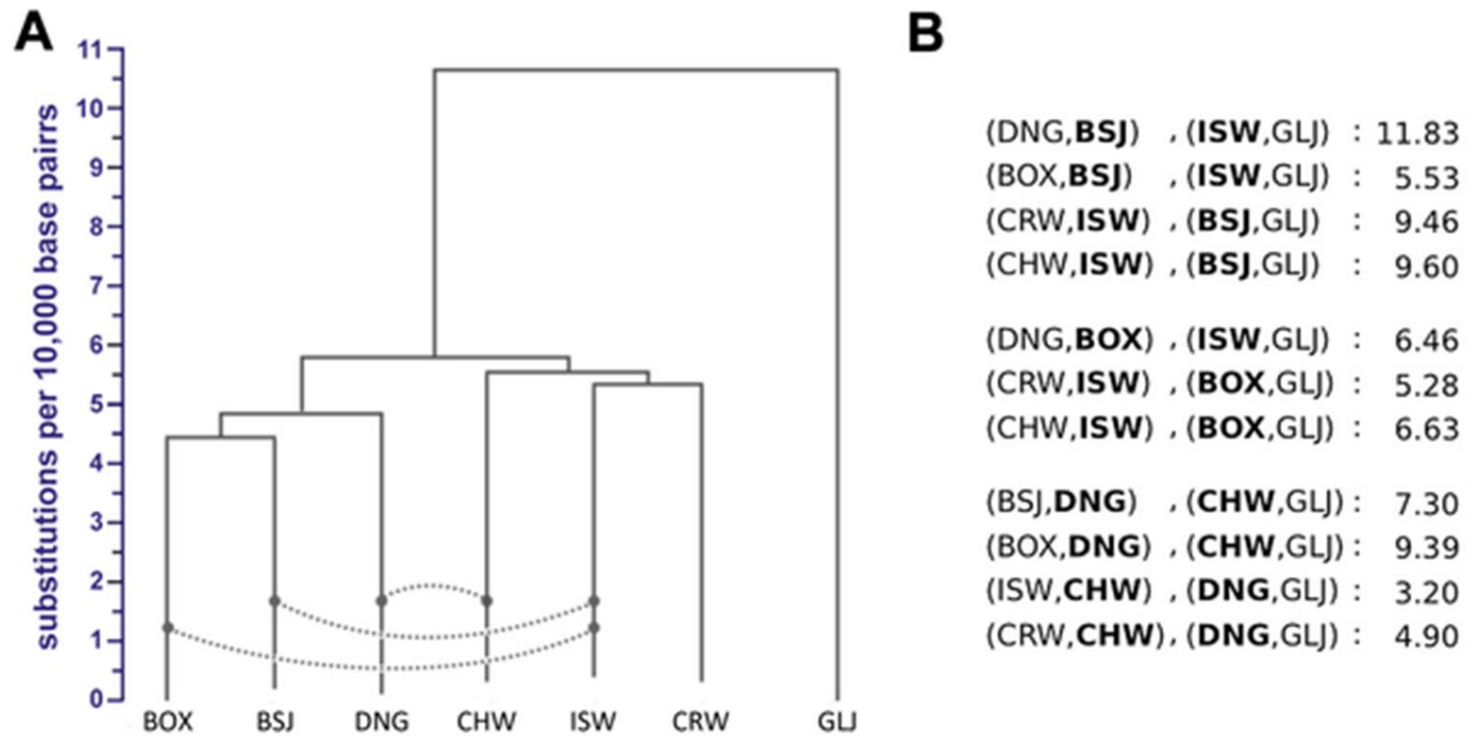 A
B
substitutions per 10,000 base pairrs
11
10
9
8
7
6
5
4
3
2
1
0
BOX BSJ DNG CHW ISW CRW GLJ
(DNG,BSJ) , (ISW,GLJ) : 11.83
(BOX,BSJ) , (ISW,GLJ) : 5.53
(CRW,ISW) , (BSJ,GLJ) : 9.46
(CHW,ISW) , (BSJ,GLJ) : 9.60
(DNG,BOX) , (ISW,GLJ) : 6.46
(CRW,ISW) , (BOX,GLJ) : 5.28
(CHW,ISW) , (BOX,GLJ) : 6.63
(BSJ,DNG) , (CHW,GLJ) : 7.30
(BOX,DNG) , (CHW,GLJ) : 9.39
(ISW,CHW) , (DNG,GLJ) : 3.20
(CRW,CHW) , (DNG,GLJ) : 4.90